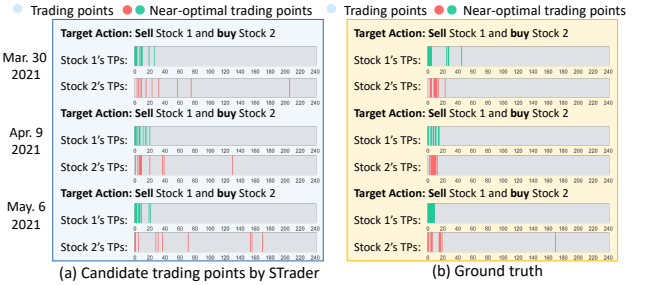 Trading points Near-optimal trading points Trading points Near-optimal trading points
Mar. 30
2021
Apr. 9
2021
May. 6
2021
Target Action: Sell Stock 1 and buy Stock 2
Stock 1's TPs:
0 20 40 60 80 100 120 140 160 180 200 220 240
Stock 2's TPs:
0 20 40 60 80 100 120 140 160 180 200 220 240
Target Action: Sell Stock 1 and buy Stock 2
Stock 1's TPs:
0 20 40 60 80 100 120 140 160 180 200 220 240
Stock 2's TPs:
0 20 40 60 80 100 120 140 160 180 200 220 240
Target Action: Sell Stock 1 and buy Stock 2
Stock 1's TPs:
0 20 40 60 80 100 120 140 160 180 200 220 240
Stock 2's TPs:
0 20 40 60 80 100 120 140 160 180 200 220 240
(a) Candidate trading points by STrader
Target Action: Sell Stock 1 and buy Stock 2
Stock 1's TPs:
0 20 40 60 80 100 120 140 160 180 200 220 240
Stock 2's TPs:
0 20 40 60 80 100 120 140 160 180 200 220 240
Target Action: Sell Stock 1 and buy Stock 2
Stock 1's TPs:
0 20 40 60 80 100 120 140 160 180 200 220 240
Stock 2's TPs:
0 20 40 60 80 100 120 140 160 180 200 220 240
Target Action: Sell Stock 1 and buy Stock 2
Stock 1's TPs:
0 20 40 60 80 100 120 140 160 180 200 220 240
Stock 2's TPs:
0 20 40 60 80 100 120 140 160 180 200 220 240
(b) Ground truth